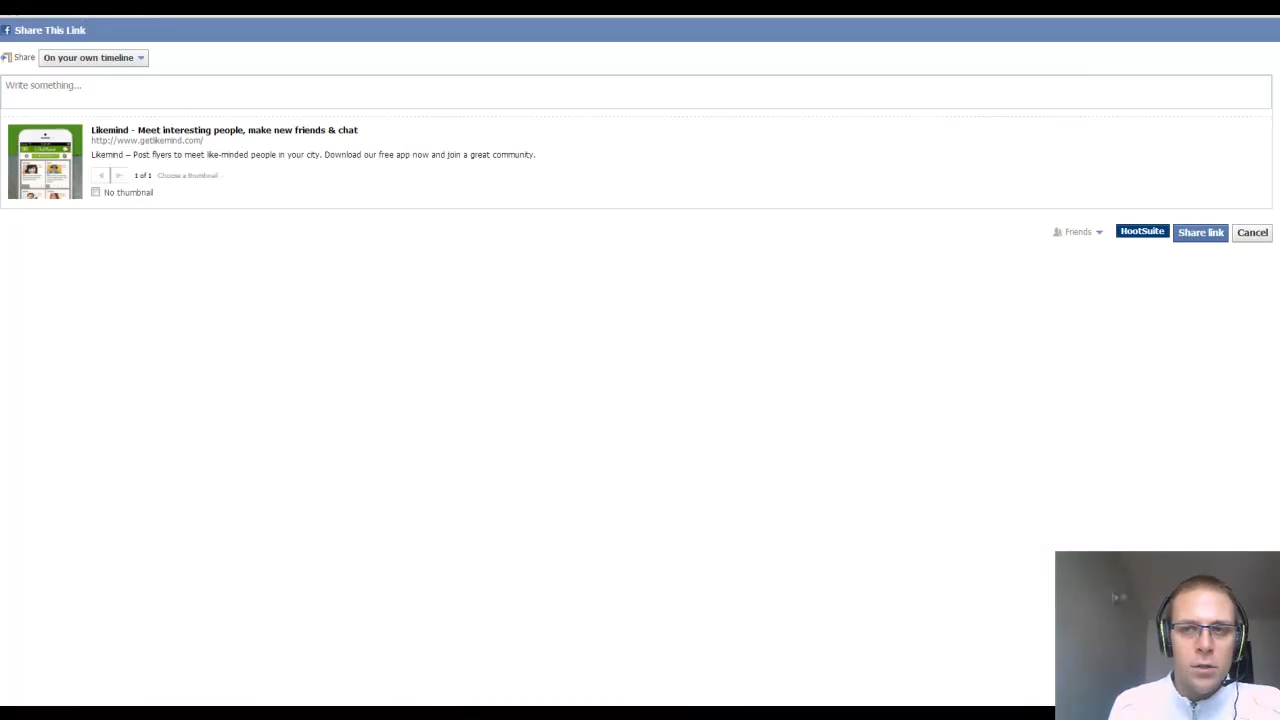 Share This Link
Share On your own timeline
Write something...
Likemind - Meet interesting people, make new friends & chat
http://www.getlikemind.com/
Likemind – Post flyers to meet like-minded people in your city. Download our free app now and join a great community.
1 of 1 Choose a thumbnail
No thumbnail
Friends HootSuite Share link Cancel